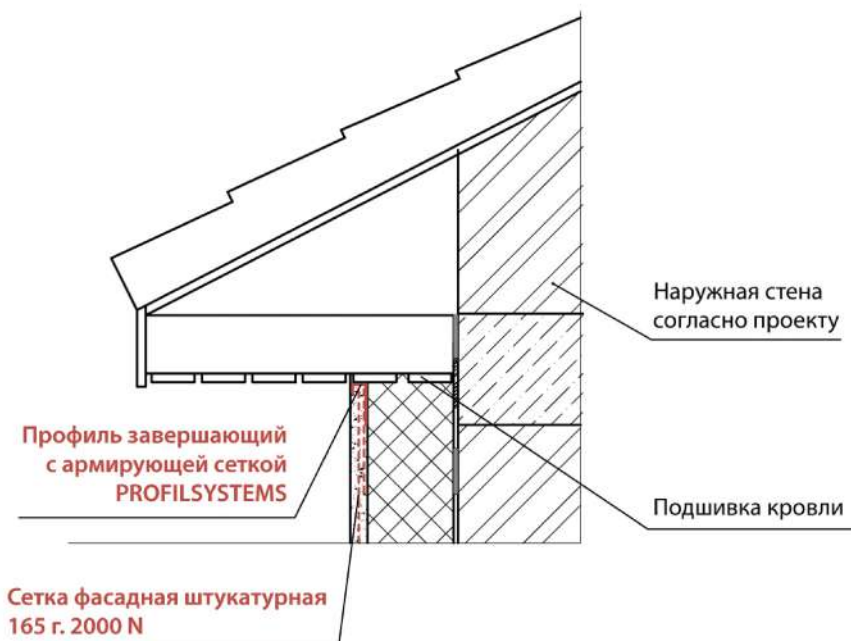 Наружная стена
согласно проекту
Профиль завершающий
с армирующей сеткой
PROFILSYSTEMS
Подшивка кровли
Сетка фасадная штукатурная
165 г. 2000 N